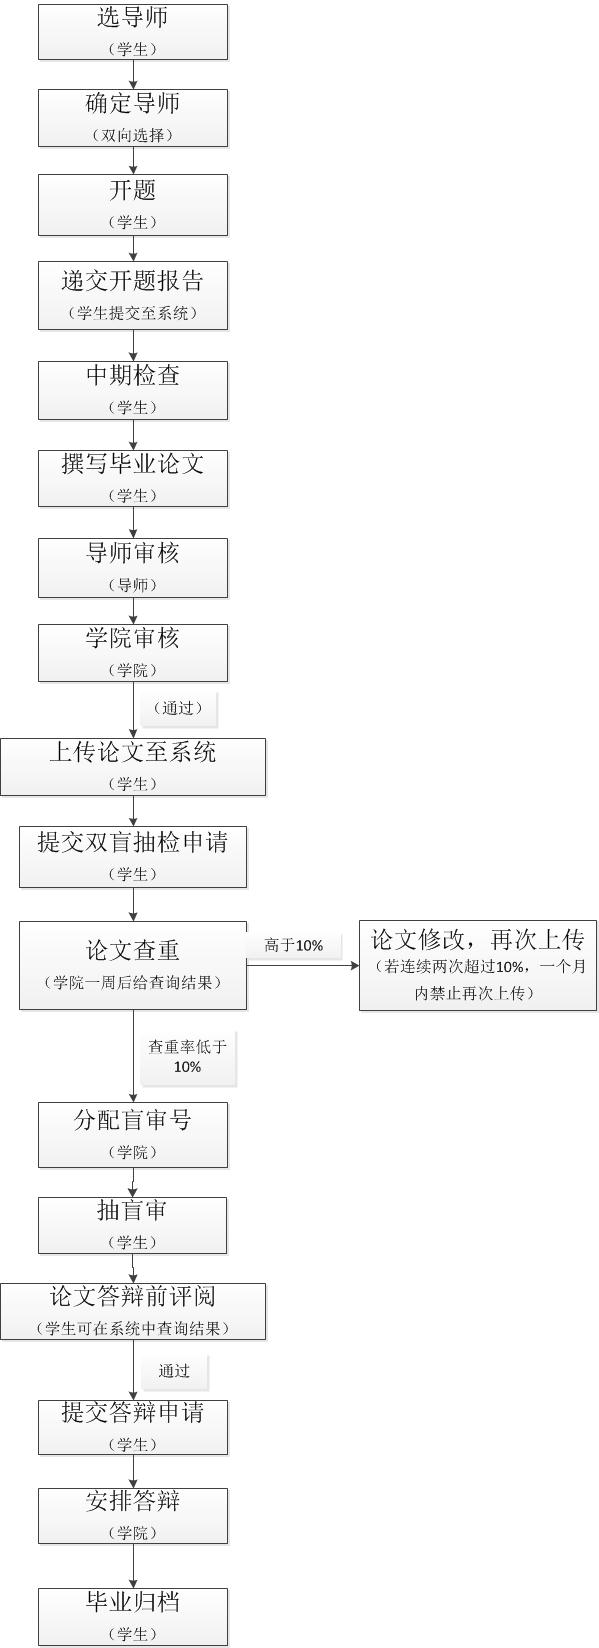 选导师
（学生）
确定导师
（双向选择）
开题
（学生）
递交开题报告
（学生提交至系统）
中期检查
（学生）
撰写毕业论文
（学生）
导师审核
（导师）
学院审核
（学院）
（通过）
上传论文至系统
（学生）
提交双盲抽检申请
（学生）
论文查重
（学院一周后给查询结果）
高于10%
论文修改，再次上传
（若连续两次超过10%，一个月
内禁止再次上传）
查重率低于
10%
分配盲审号
（学院）
抽盲审
（学生）
论文答辩前评阅
（学生可在系统中查询结果）
通过
提交答辩申请
（学生）
安排答辩
（学院）
毕业归档
（学生）